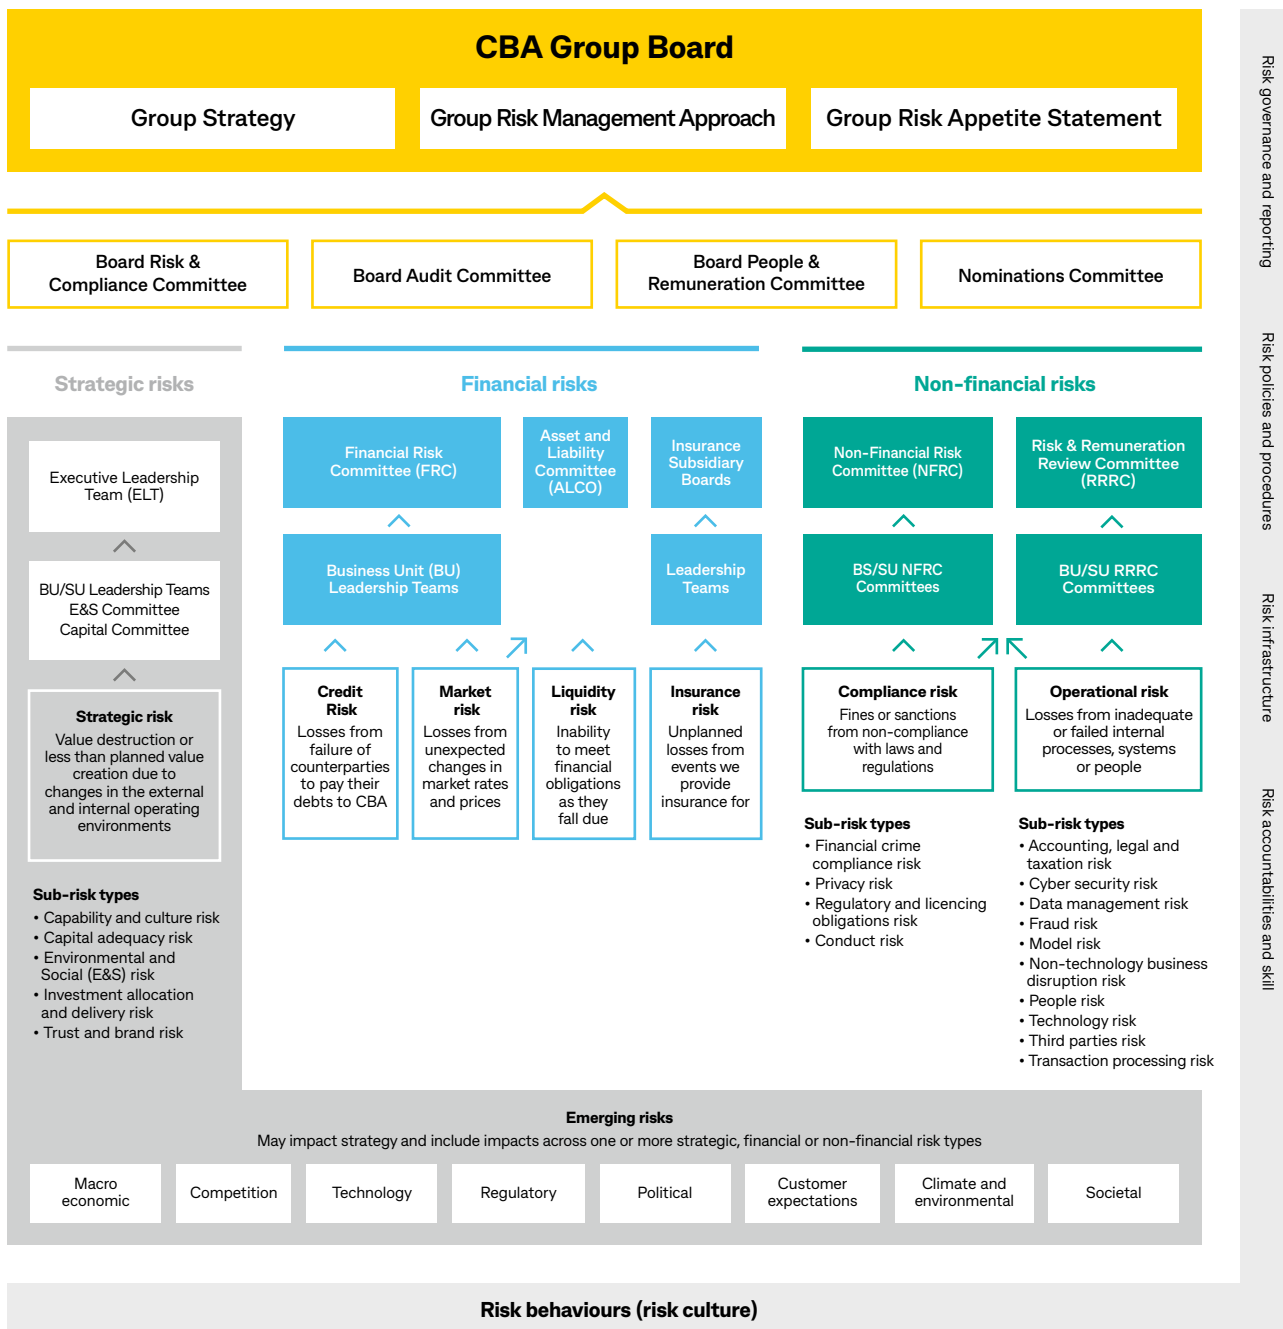 CBA Group Board
Group Strategy
Group Risk Management Approach
Group Risk Appetite Statement
Board Risk &
Compliance Committee
Board Audit Committee
Board People &
Remuneration Committee
Nominations Committee
Strategic risks
Executive Leadership
Team (ELT)
BU/SU Leadership Teams
E&S Committee
Capital Committee
Strategic risk
Value destruction or
less than planned value
creation due to
changes in the external
and internal operating
environments
Sub-risk types
• Capability and culture risk
• Capital adequacy risk
• Environmental and
Social (E&S) risk
• Investment allocation
and delivery risk
• Trust and brand risk
Financial risks
Financial Risk
Committee (FRC)
Asset and
Liability
Committee
(ALCO)
Insurance
Subsidiary
Boards
Business Unit (BU)
Leadership Teams
Leadership
Teams
Credit
Risk
Losses from
failure of
counterparties
to pay their
debts to CBA
Market
risk
Losses from
unexpected
changes in
market rates
and prices
Liquidity
risk
Inability
to meet
financial
obligations
as they
fall due
Insurance
risk
Unplanned
losses from
events we
provide
insurance for
Non-financial risks
Non-Financial Risk
Committee (NFRC)
Risk & Remuneration
Review Committee
(RRRC)
BS/SU NFRC
Committees
BU/SU RRRC
Committees
Compliance risk
Fines or sanctions
from non-compliance
with laws and
regulations
Operational risk
Losses from inadequate
or failed internal
processes, systems
or people
Sub-risk types
• Financial crime
compliance risk
• Privacy risk
• Regulatory and licencing
obligations risk
• Conduct risk
Sub-risk types
• Accounting, legal and
taxation risk
• Cyber security risk
• Data management risk
• Fraud risk
• Model risk
• Non-technology business
disruption risk
• People risk
• Technology risk
• Third parties risk
• Transaction processing risk
Emerging risks
May impact strategy and include impacts across one or more strategic, financial or non-financial risk types
Macro
economic
Competition
Technology
Regulatory
Political
Customer
expectations
Climate and
environmental
Societal
Risk governance and reporting
Risk policies and procedures
Risk infrastructure
Risk accountabilities and skill
Risk behaviours (risk culture)